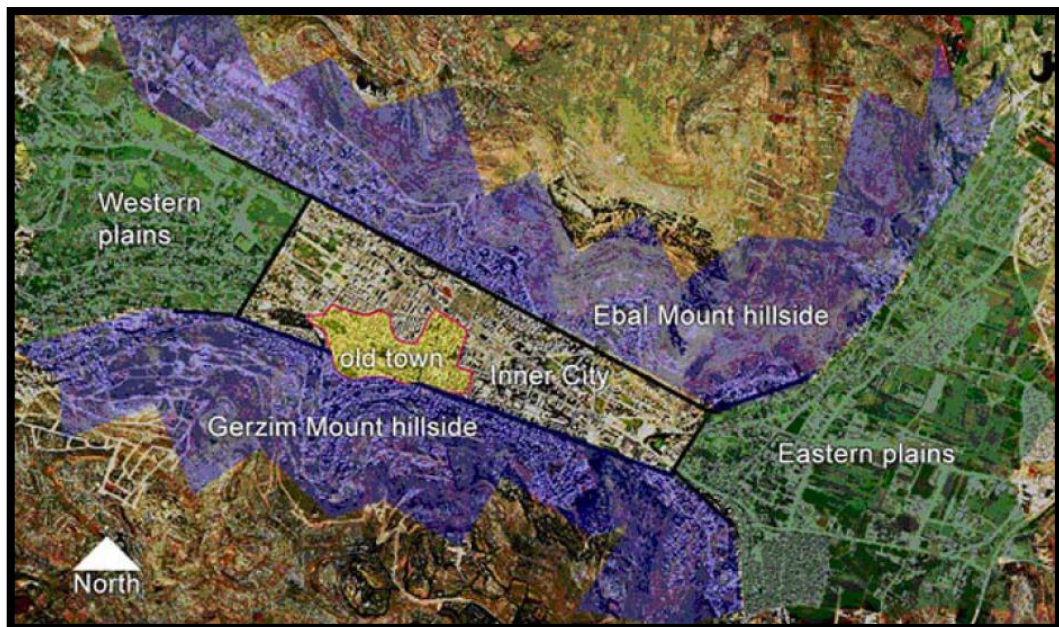 Western
plains
Ebal Mount hillside
old town
Inner City
Gerzim Mount hillside
Eastern plains
North